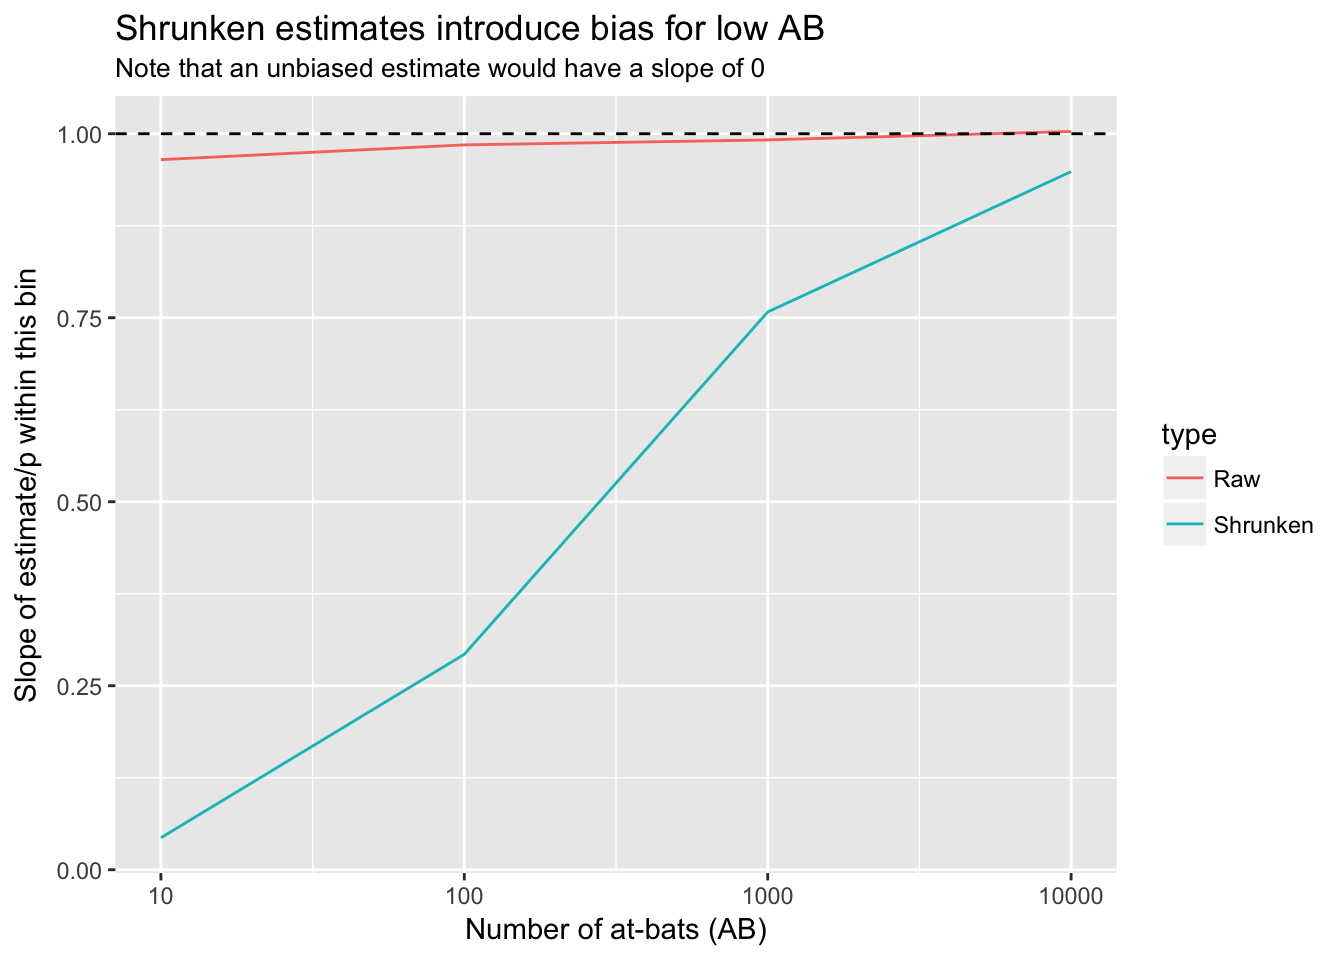 Shrunken estimates introduce bias for low AB
Note that an unbiased estimate would have a slope of 0
Slope of estimate/p within this bin
1.00
0.75
0.50
0.25
0.00
10
100
1000
10000
Number of at-bats (AB)
type
Raw
Shrunken